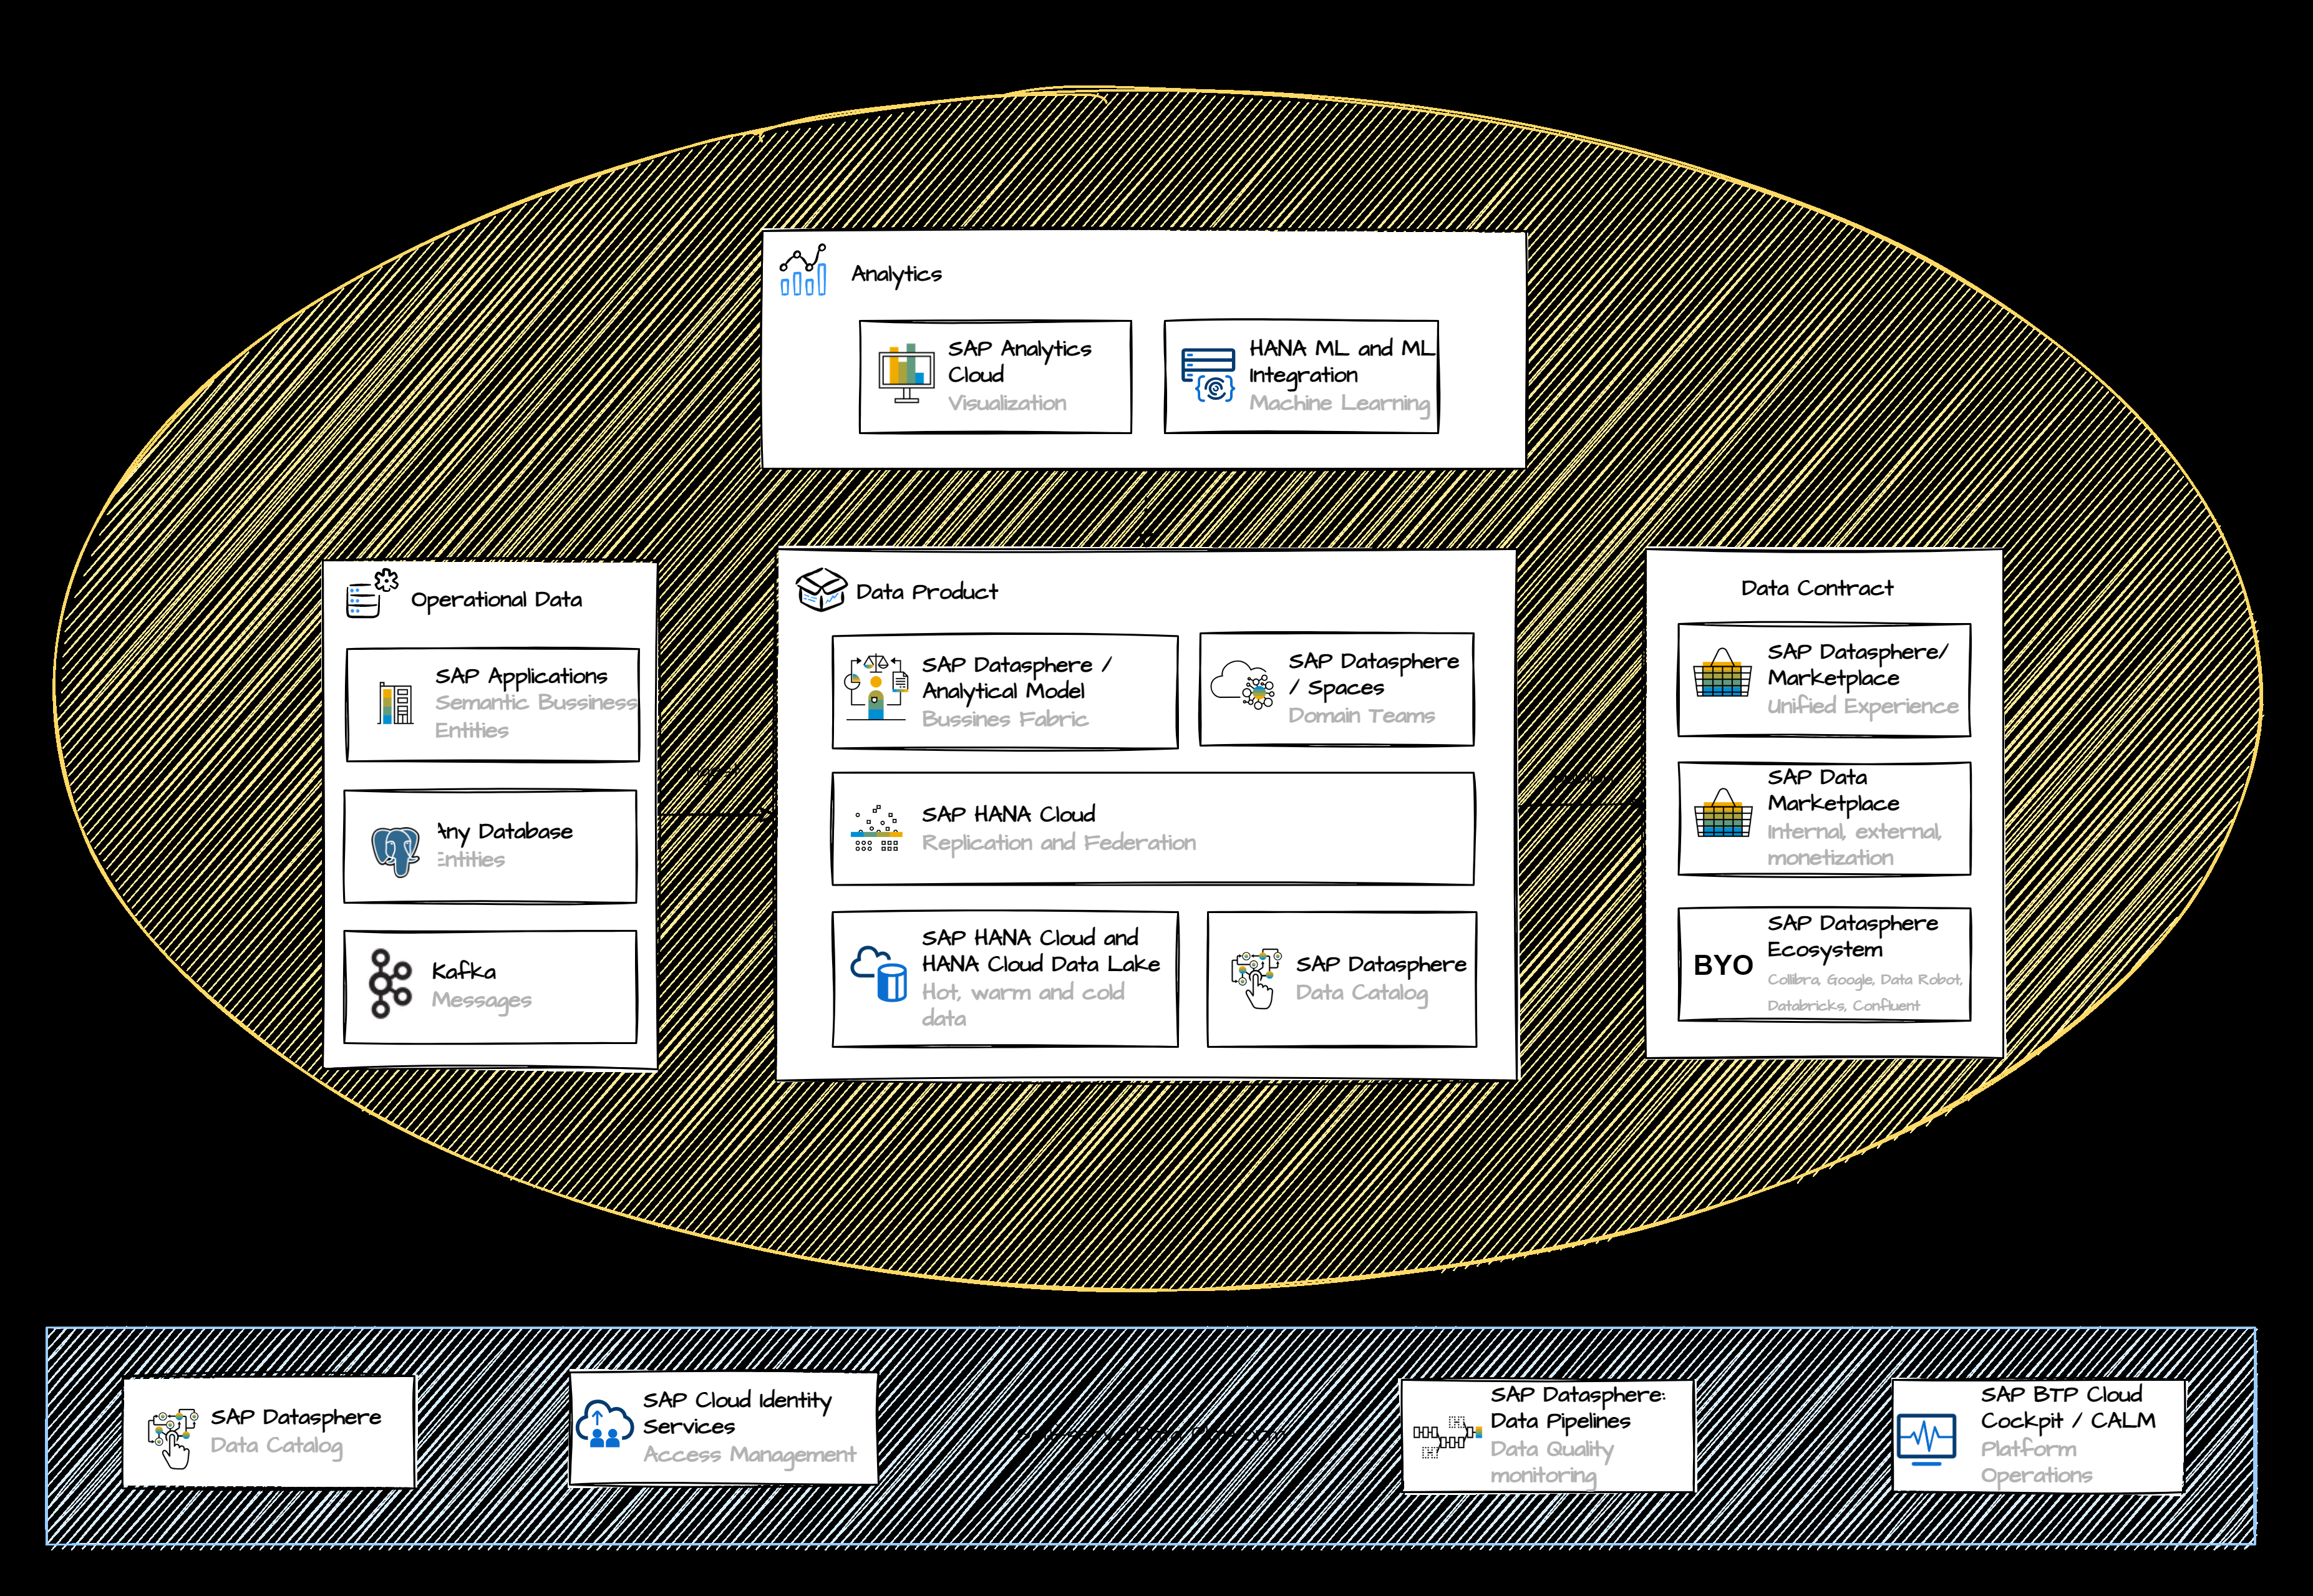 Analytics
SAP Analytics
Cloud
Visualization
HANA ML and ML
Integration
Machine Learning
Operational Data
SAP Applications
Semantic Bussiness
Entities
Any Database
Entities
Kafka
Messages
Data Product
SAP Datasphere /
Analytical Model
Bussines Fabric
SAP Datasphere
/ Spaces
Domain Teams
SAP HANA Cloud
Replication and Federation
SAP HANA Cloud and
HANA Cloud Data Lake
Hot, warm and cold
data
SAP Datasphere
Data Catalog
Data Contract
SAP Datasphere/
Marketplace
Unified Experience
SAP Data
Marketplace
Internal, external,
monetization
BYO
SAP Datasphere
Ecosystem
Collibra, Google, Data Robot,
Databricks, Confluent
SAP Datasphere
Data Catalog
SAP Cloud Identity
Services
Access Management
Data Platform
SAP Datasphere:
Data Pipelines
Data Quality
monitoring
SAP BTP Cloud
Cockpit / CALM
Platform
Operations